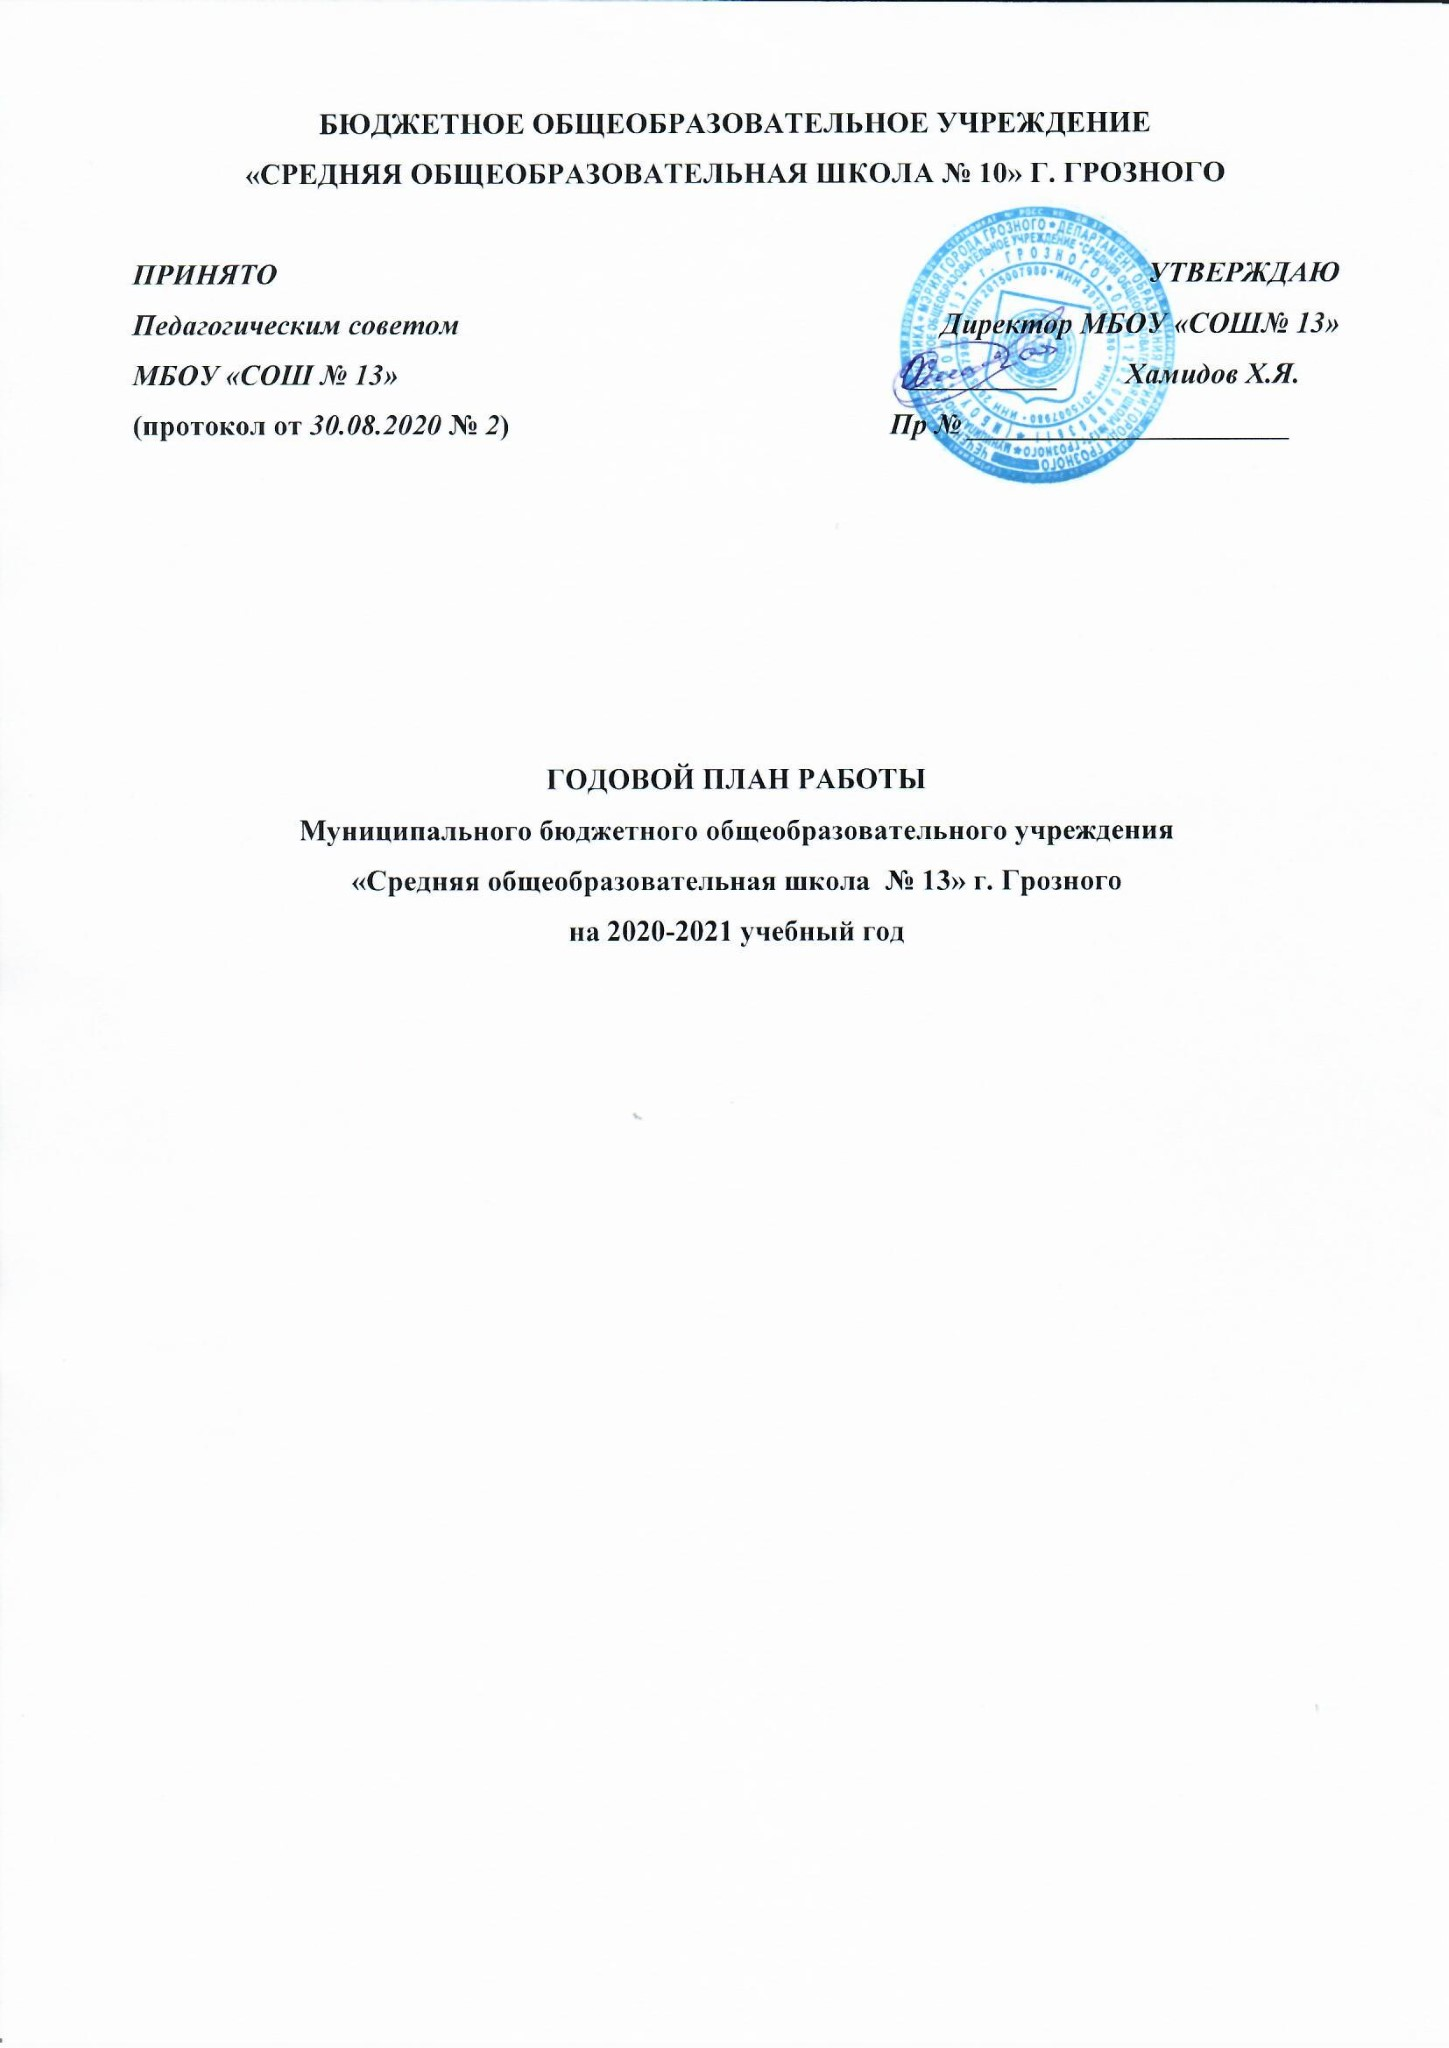 БЮДЖЕТНОЕ ОБЩЕОБРАЗОВАТЕЛЬНОЕ УЧРЕЖДЕНИЕ
«СРЕДНЯЯ ОБЩЕОБРАЗОВАТЕЛЬНАЯ ШКОЛА № 10» Г. ГРОЗНОГО
ПРИНЯТО
Педагогическим советом
МБОУ «СОШ № 13»
(протокол от 30.08.2020 № 2)
УТВЕРЖДАЮ
Директор МБОУ «СОШ№ 13»
Хамидов Х.Я.
Пр №
ГОДОВОЙ ПЛАН РАБОТЫ
Муниципального бюджетного общеобразовательного учреждения
«Средняя общеобразовательная школа № 13» г. Грозного
на 2020-2021 учебный год